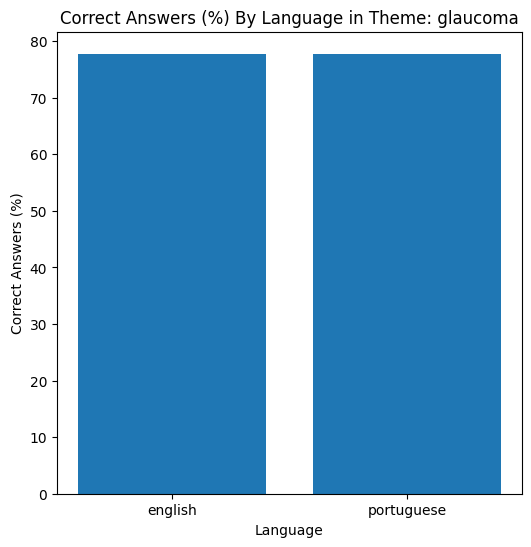 Correct Answers (%) By Language in Theme: glaucoma
80
70
60
50
40
30
20
10
0
Correct Answers (%)
english
portuguese
Language